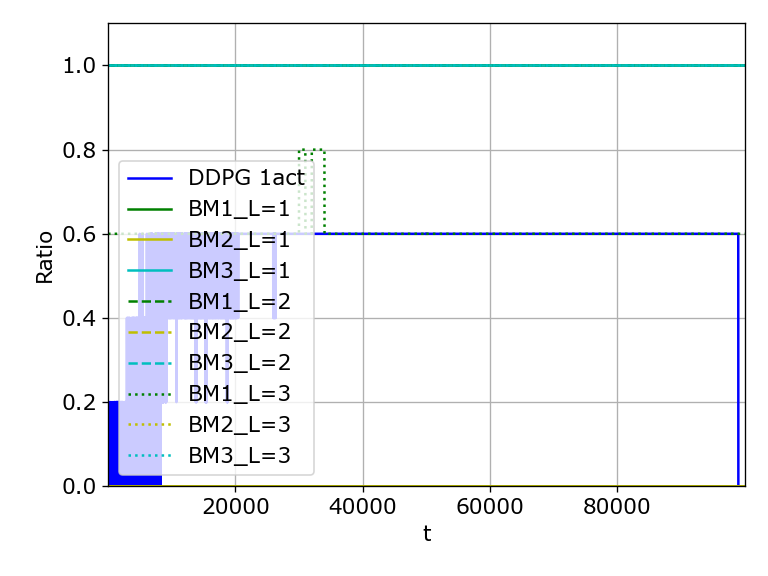 1.0
0.8
0.6
0.4
0.2
0.0
Ratio
DDPG 1act
BM1_L=1
BM2_L=1
BM3_L=1
BM1_L=2
BM2_L=2
BM3_L=2
BM1_L=3
BM2_L=3
BM3_L=3
20000 40000 60000 80000
t